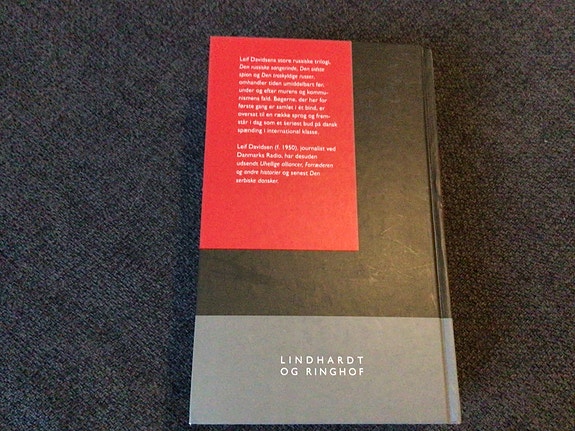 Leif Davidsens store russiske trilogi,
Den russiske sangerinde, Den sidste
spion og Den troskyldige russer,
omhandler tiden umiddelbart før,
under og efter murens og kommu-
nismens fald. Bøgerne, der her for
første gang er samlet i ét bind, er
oversat til en række sprog og frem-
står i dag som et seriøst bud på dansk
spænding i international klasse.
Leif Davidsen (f. 1950), journalist ved
Danmarks Radio, har desuden
udsendt Uhellige alliancer, Forræderen
og andre historier og senest Den
serbiske dansker.
LINDHARDT
OG RINGHOF